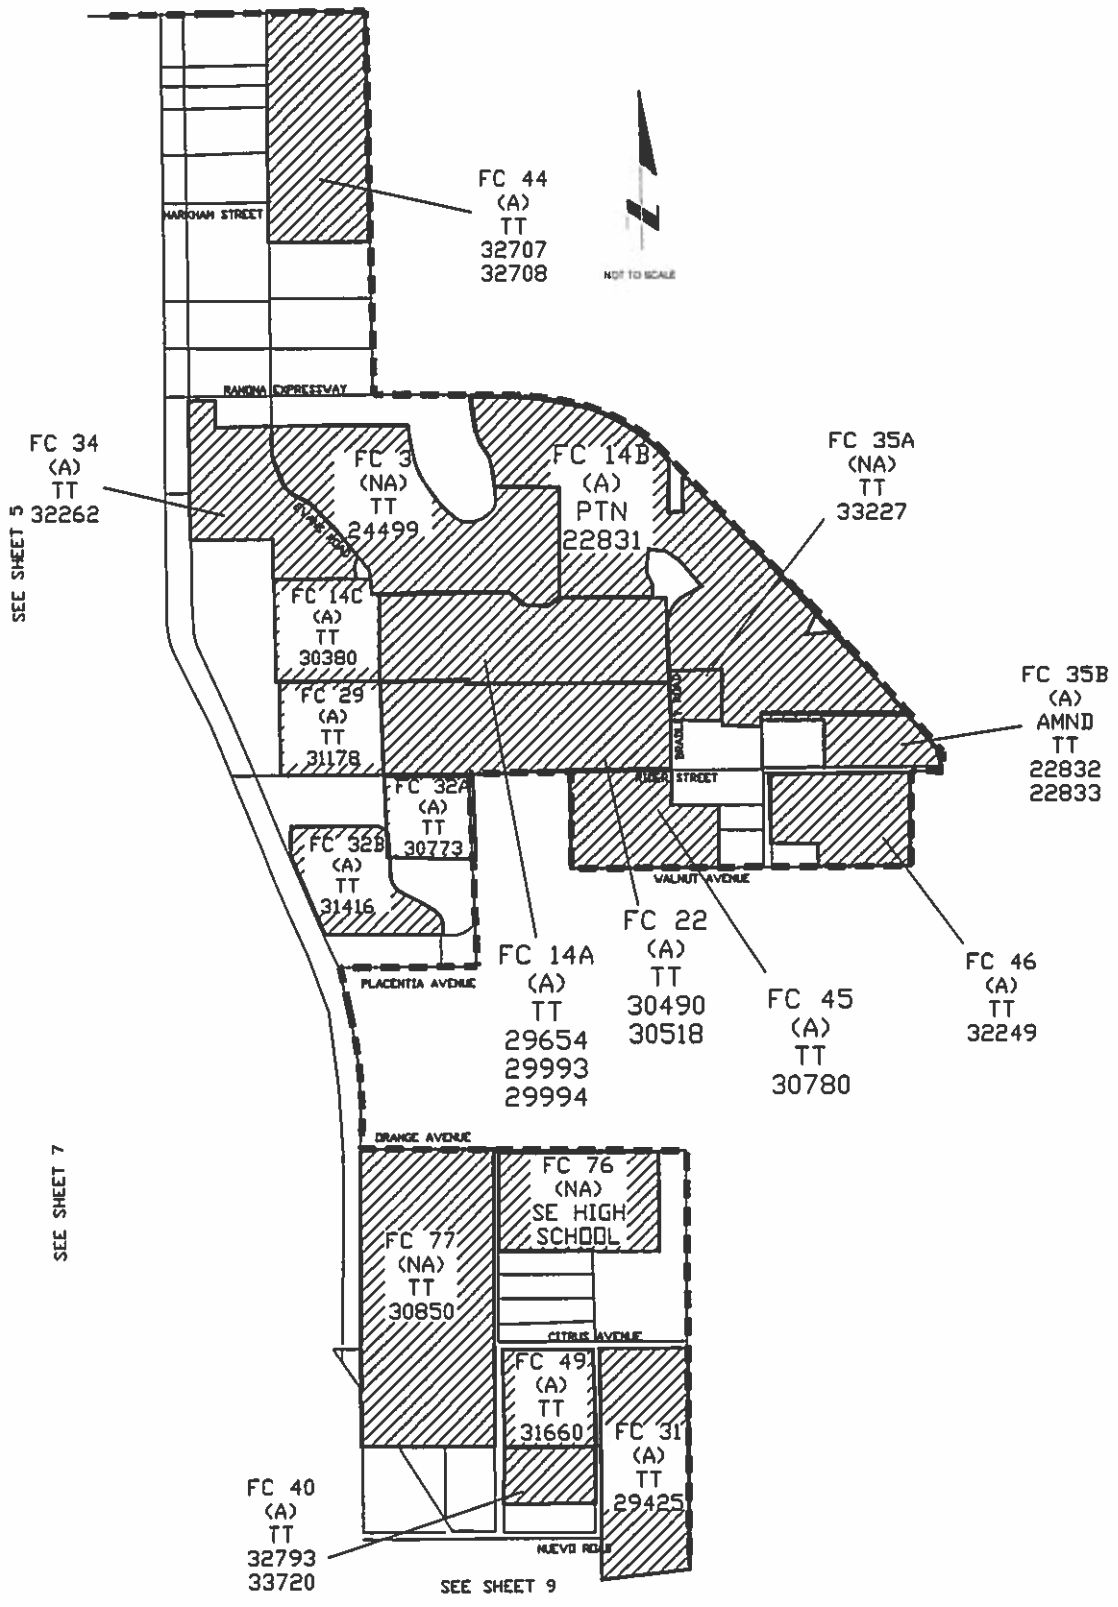 FC 44
(A)
TT
32707
32708
MARKHAM STREET
NOT TO SCALE
RAMONA EXPRESSWAY
FC 34
(A)
TT
32262
FC 3
(NA)
TT
24499
FC 14B
(A)
PTN
22831
FC 35A
(NA)
TT
33227
SEE SHEET 5
EVANS ROAD
FC 14C
(A)
TT
30380
FC 29
(A)
TT
31178
BRADLEY ROAD
FC 35B
(A)
AMND
TT
22832
22833
RIDER STREET
FC 32A
(A)
TT
30773
FC 32B
(A)
TT
31416
WALNUT AVENUE
PLACENTIA AVENUE
FC 14A
(A)
TT
29654
29993
29994
FC 22
(A)
TT
30490
30518
FC 45
(A)
TT
30780
FC 46
(A)
TT
32249
ORANGE AVENUE
SEE SHEET 7
FC 77
(NA)
TT
30850
FC 76
(NA)
SE HIGH
SCHOOL
CITRUS AVENUE
FC 49
(A)
TT
31660
FC 31
(A)
TT
29425
FC 40
(A)
TT
32793
33720
NUEVO ROAD
SEE SHEET 9